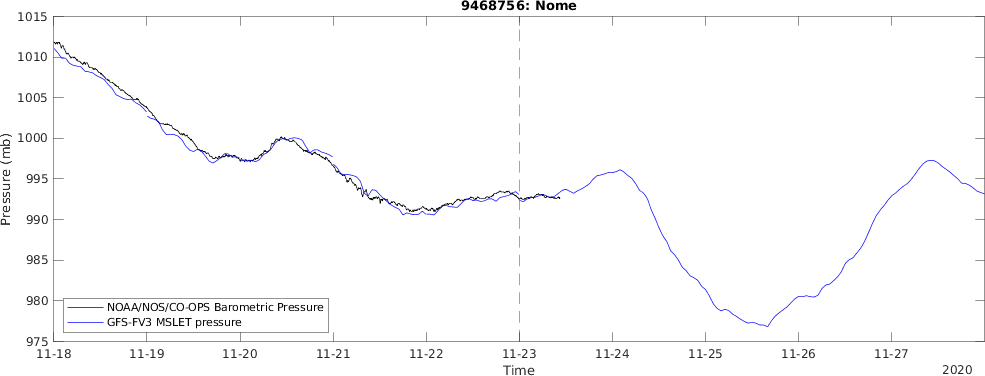 9468756: Nome
1015
1010
1005
1000
995
990
985
980
975
Pressure (mb)
NOAA/NOS/CO-OPS Barometric Pressure
GFS-FV3 MSLET pressure
11-18 11-19 11-20 11-21 11-22 11-23 11-24 11-25 11-26 11-27
Time
2020